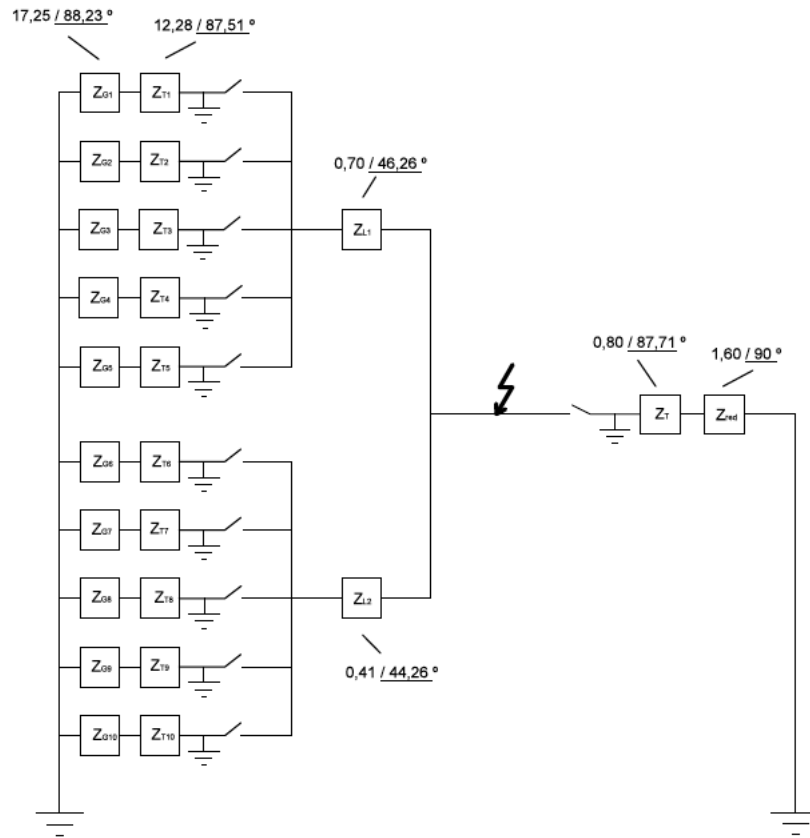 17,25 / 88,23 º
12,28 / 87,51 º
ZG1 ZT1
ZG2 ZT2
0,70 / 46,26 º
ZG3 ZT3 ZL1
ZG4 ZT4
0,80 / 87,71 º
1,60 / 90 º
ZG5 ZT5
ZT Zred
ZG6 ZT6
ZG7 ZT7
ZG8 ZT8 ZL2
ZG9 ZT9
0,41 / 44,26 º
ZG10 ZT10